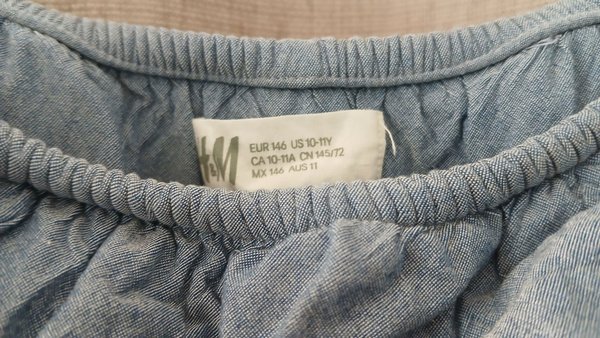 H&M
EUR 146 US 10-11Y
CA 10-11A CN 145/72
MX 146 AUS 11